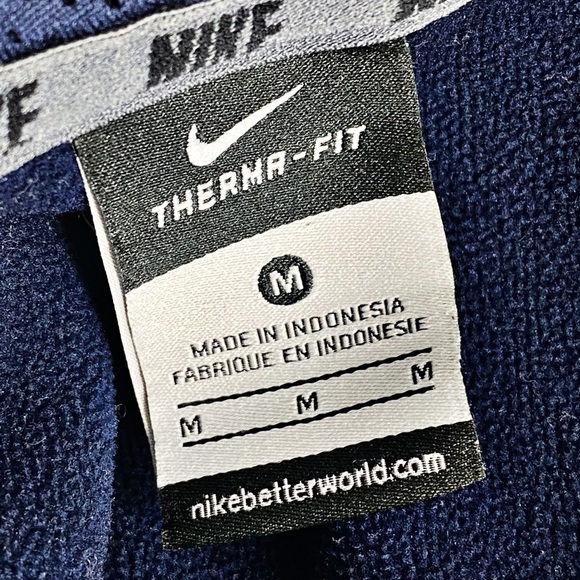 NIKE
THERMA-FIT
M
MADE IN INDONESIA
FABRIQUE EN INDONESIE
M M M
nikebetterworld.com